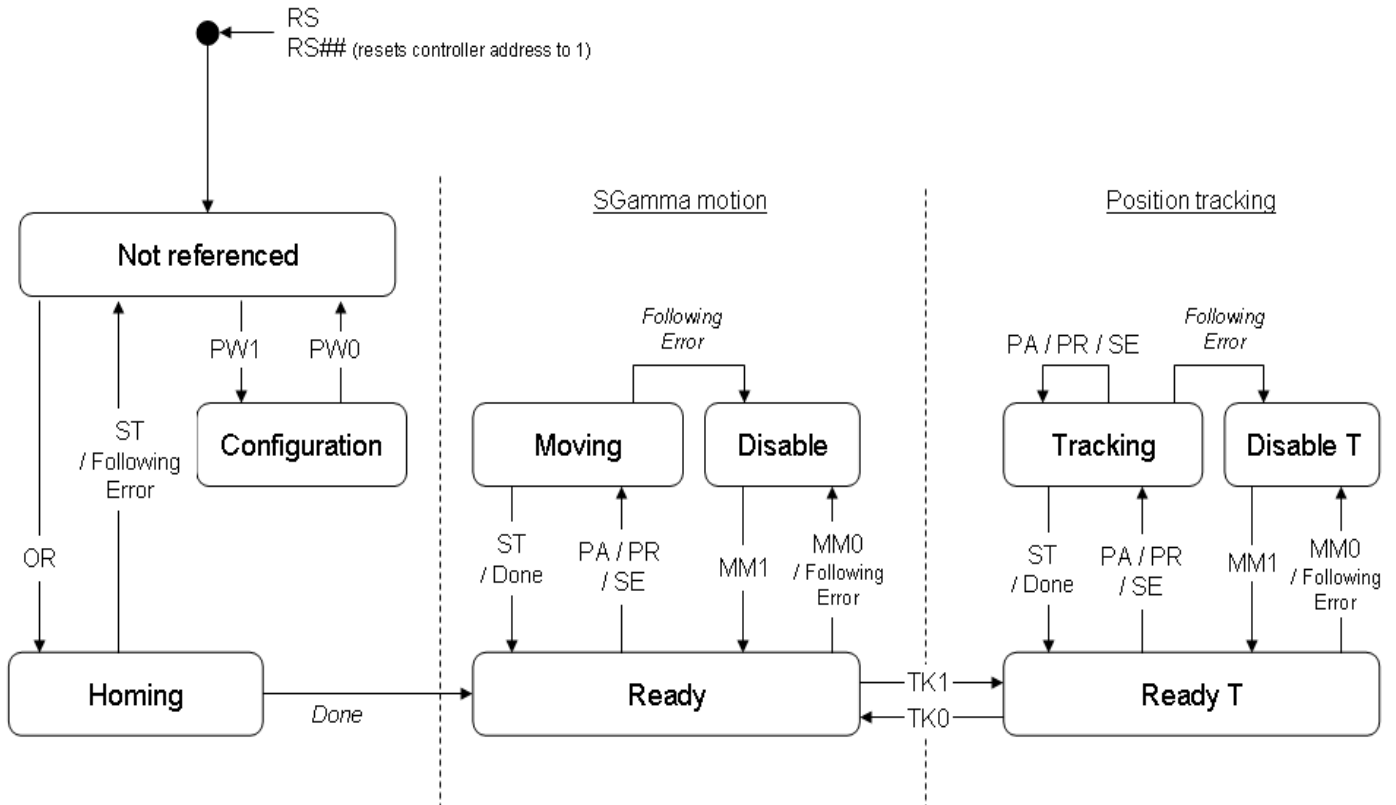 RS
RS## (resets controller address to 1)
SGamma motion
Position tracking
Not referenced
Following
Error
Following
Error
PW1
PW0
PA / PR / SE
ST
/ Following
Error
Configuration
Moving
Disable
Tracking
Disable T
OR
ST
/ Done
PA / PR
/ SE
MM1
MM0
/ Following
Error
ST
/ Done
PA / PR
/ SE
MM1
MM0
/ Following
Error
Homing
Done
Ready
TK1
TK0
Ready T